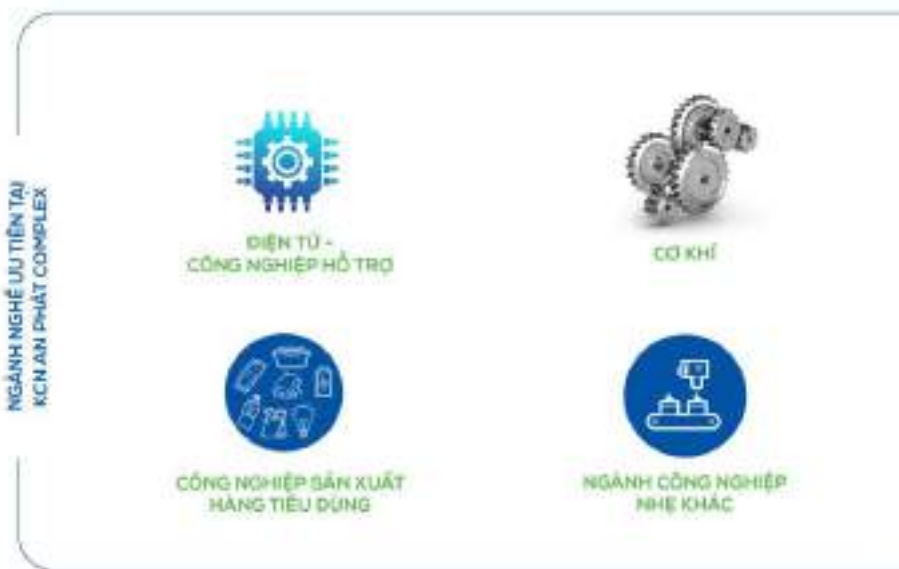 NGÀNH NGHỀ ƯU TIÊN TẠI
KCN AN PHÁT COMPLEX
ĐIỆN TỬ -
CÔNG NGHIỆP HỖ TRỢ
CƠ KHÍ
CÔNG NGHIỆP SẢN XUẤT
HÀNG TIÊU DÙNG
NGÀNH CÔNG NGHIỆP
NHẸ KHÁC